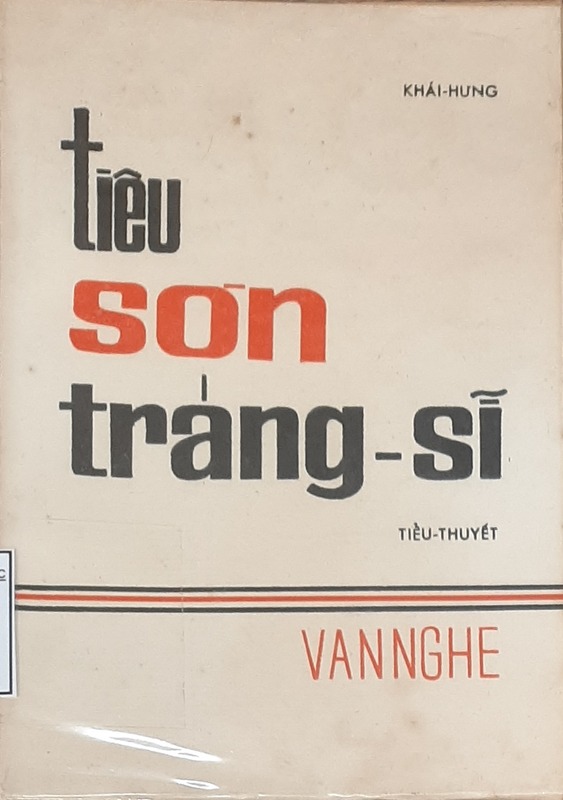 KHÁI-HƯNG
tiêu
sơn
tráng-sĩ
TIỂU-THUYẾT
VANNGHE
C